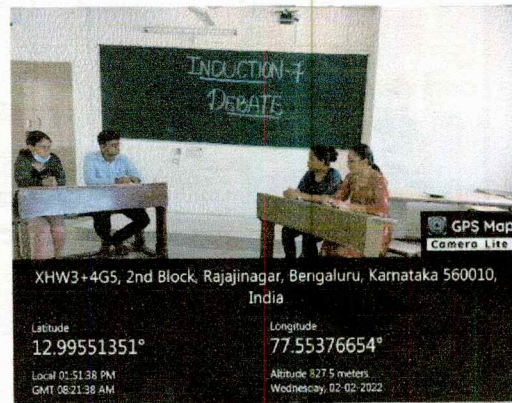 INDUCTION-7
DEBATE
GPS Map
Camera Lite
XHW3+4G5, 2nd Block, Rajajinagar, Bengaluru, Karnataka 560010,
India
Latitude
12.99551351°
Longitude
77.55376654°
Local 01:51:38 PM
GMT 08:21:38 AM
Altitude 827.5 meters
Wednesday, 02-02-2022